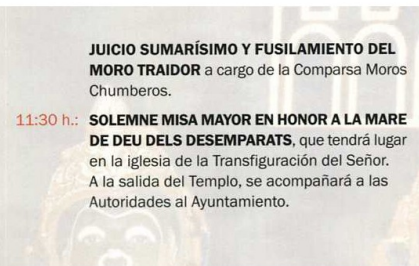 JUICIO SUMARÍSIMO Y FUSILAMIENTO DEL
MORO TRAIDOR a cargo de la Comparsa Moros
Chumberos.
11:30 h.: SOLEMNE MISA MAYOR EN HONOR A LA MARE
DE DEU DELS DESEMPARATS, que tendrá lugar
en la iglesia de la Transfiguración del Señor.
A la salida del Templo, se acompañará a las
Autoridades al Ayuntamiento.